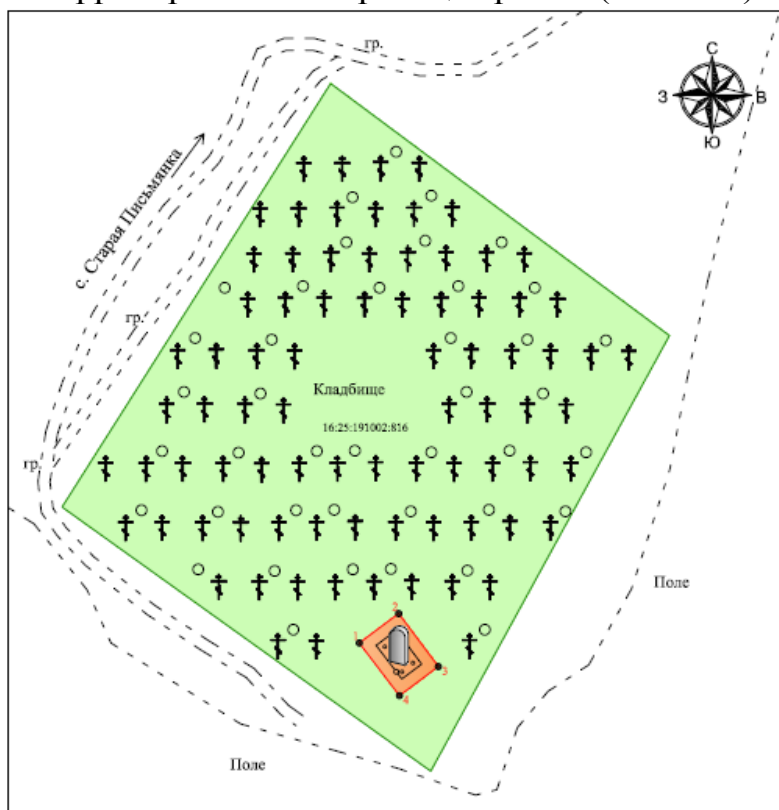 гр.
С
З
В
Ю
с. Старая Письмянка
гр.
Кладбище
16:25:191002:816
гр.
Поле
2
1
3
4
Поле